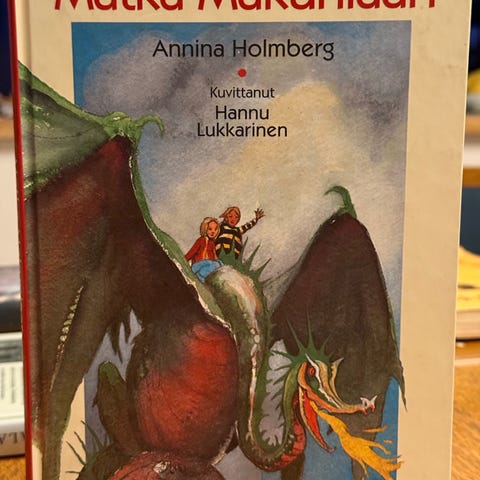 Matka
Annina Holmberg
Kuvittanut
Hannu
Lukkarinen